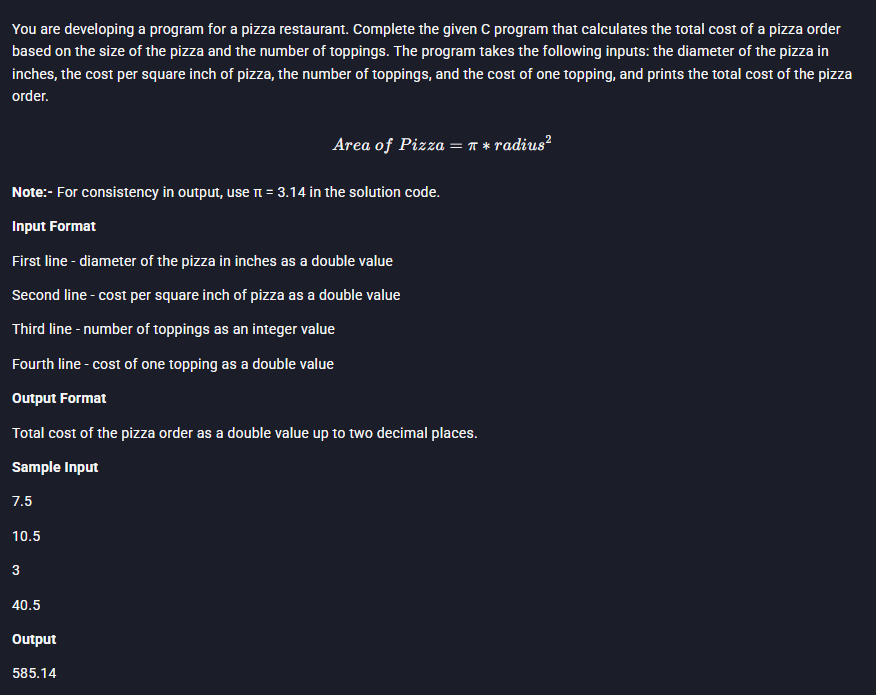 You are developing a program for a pizza restaurant. Complete the given C program that calculates the total cost of a pizza order
based on the size of the pizza and the number of toppings. The program takes the following inputs: the diameter of the pizza in
inches, the cost per square inch of pizza, the number of toppings, and the cost of one topping, and prints the total cost of the pizza
order.
Area of Pizza = π ∗ radius²
Note:- For consistency in output, use π = 3.14 in the solution code.
Input Format
First line - diameter of the pizza in inches as a double value
Second line - cost per square inch of pizza as a double value
Third line - number of toppings as an integer value
Fourth line - cost of one topping as a double value
Output Format
Total cost of the pizza order as a double value up to two decimal places.
Sample Input
7.5
10.5
3
40.5
Output
585.14